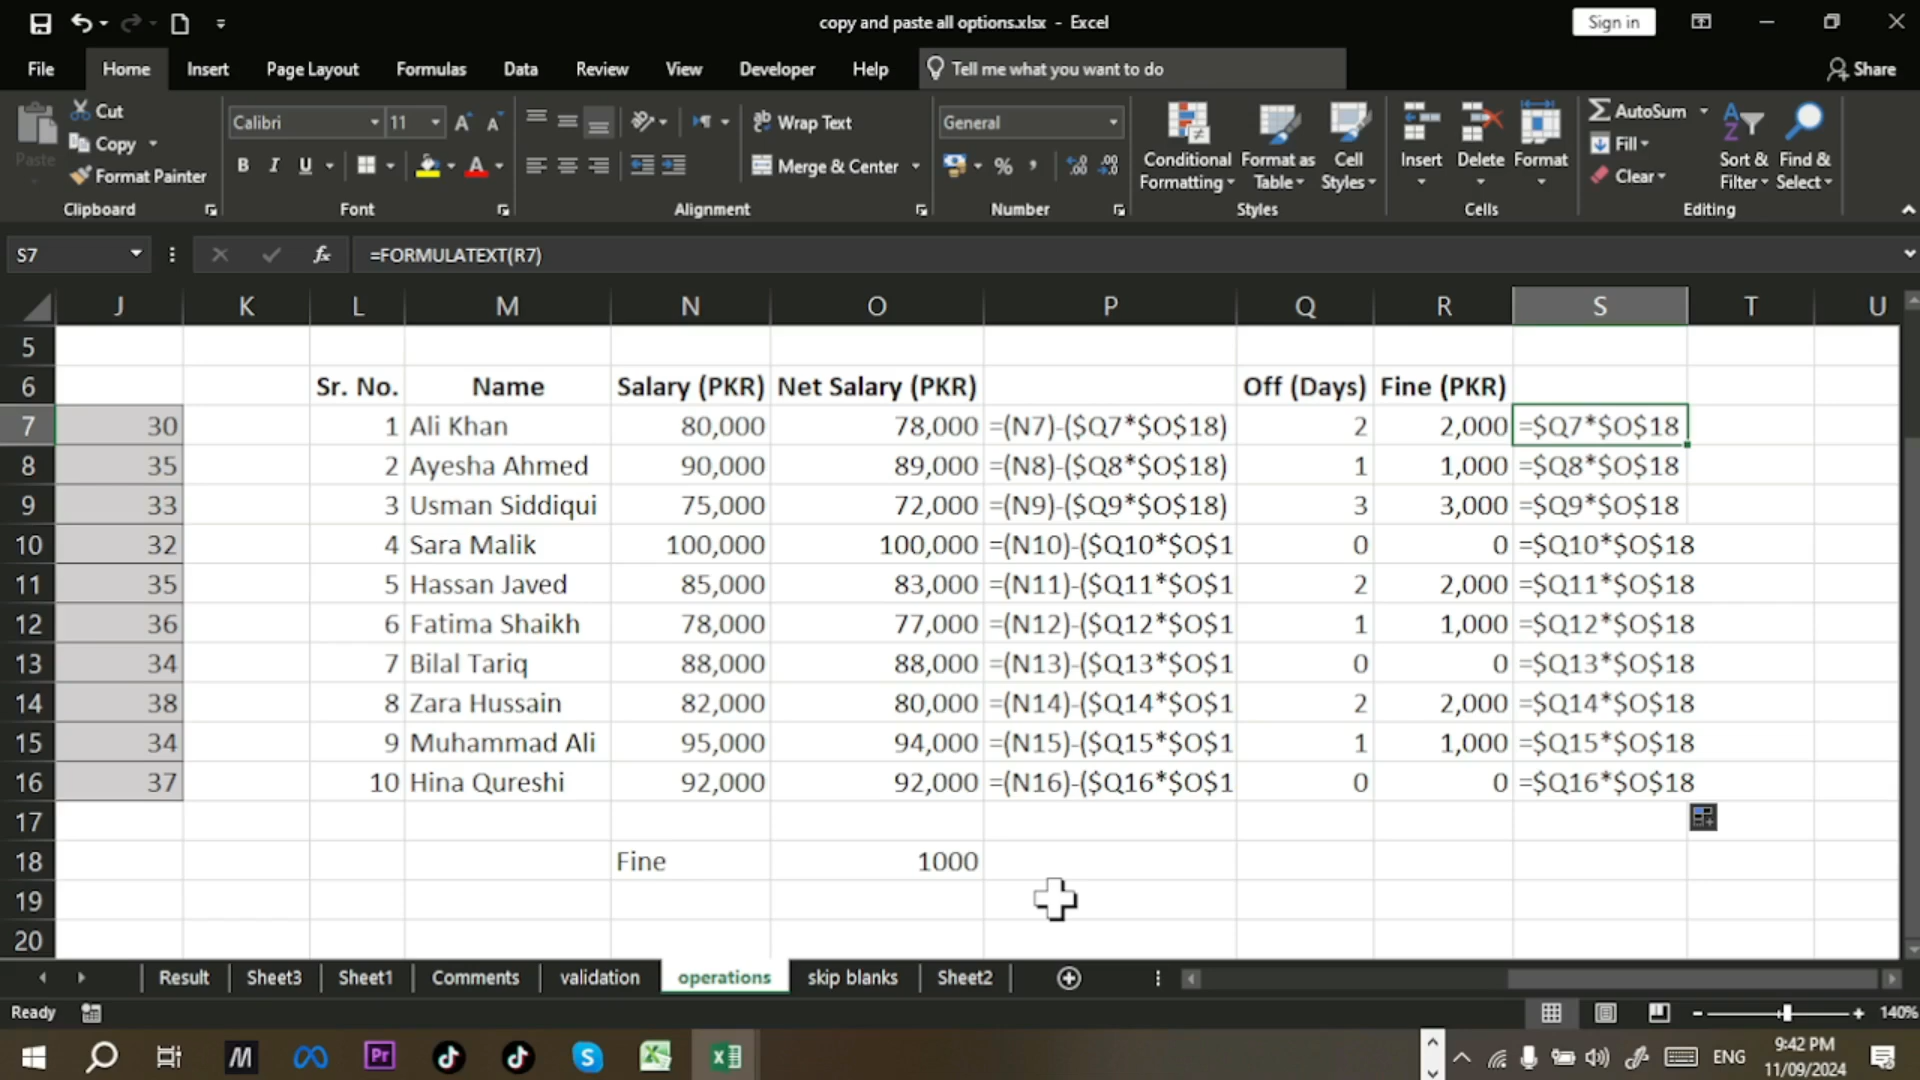 copy and paste all options.xlsx - Excel
Sign in
File Home Insert Page Layout Formulas Data Review View Developer Help Tell me what you want to do Share
Paste
Cut
Copy
Format Painter
Clipboard
Calibri 11
B I U
Font
Wrap Text
Merge & Center
Alignment
General
Number
Conditional Formatting
Format as Table
Cell Styles
Styles
Insert Delete Format
Cells
AutoSum
Fill
Clear
Sort & Filter
Find & Select
Editing
S7 fx =FORMULATEXT(R7)
J K L M N O P Q R S T U
5
6 Sr. No. Name Salary (PKR) Net Salary (PKR) Off (Days) Fine (PKR)
7 30 1 Ali Khan 80,000 78,000 =(N7)-($Q7*$O$18) 2 2,000 =$Q7*$O$18
8 35 2 Ayesha Ahmed 90,000 89,000 =(N8)-($Q8*$O$18) 1 1,000 =$Q8*$O$18
9 33 3 Usman Siddiqui 75,000 72,000 =(N9)-($Q9*$O$18) 3 3,000 =$Q9*$O$18
10 32 4 Sara Malik 100,000 100,000 =(N10)-($Q10*$O$1 0 0 =$Q10*$O$18
11 35 5 Hassan Javed 85,000 83,000 =(N11)-($Q11*$O$1 2 2,000 =$Q11*$O$18
12 36 6 Fatima Shaikh 78,000 77,000 =(N12)-($Q12*$O$1 1 1,000 =$Q12*$O$18
13 34 7 Bilal Tariq 88,000 88,000 =(N13)-($Q13*$O$1 0 0 =$Q13*$O$18
14 38 8 Zara Hussain 82,000 80,000 =(N14)-($Q14*$O$1 2 2,000 =$Q14*$O$18
15 34 9 Muhammad Ali 95,000 94,000 =(N15)-($Q15*$O$1 1 1,000 =$Q15*$O$18
16 37 10 Hina Qureshi 92,000 92,000 =(N16)-($Q16*$O$1 0 0 =$Q16*$O$18
17
18 Fine 1000
19
20
Result Sheet3 Sheet1 Comments validation operations skip blanks Sheet2
Ready 140%
Pr
ENG
9:42 PM
11/09/2024